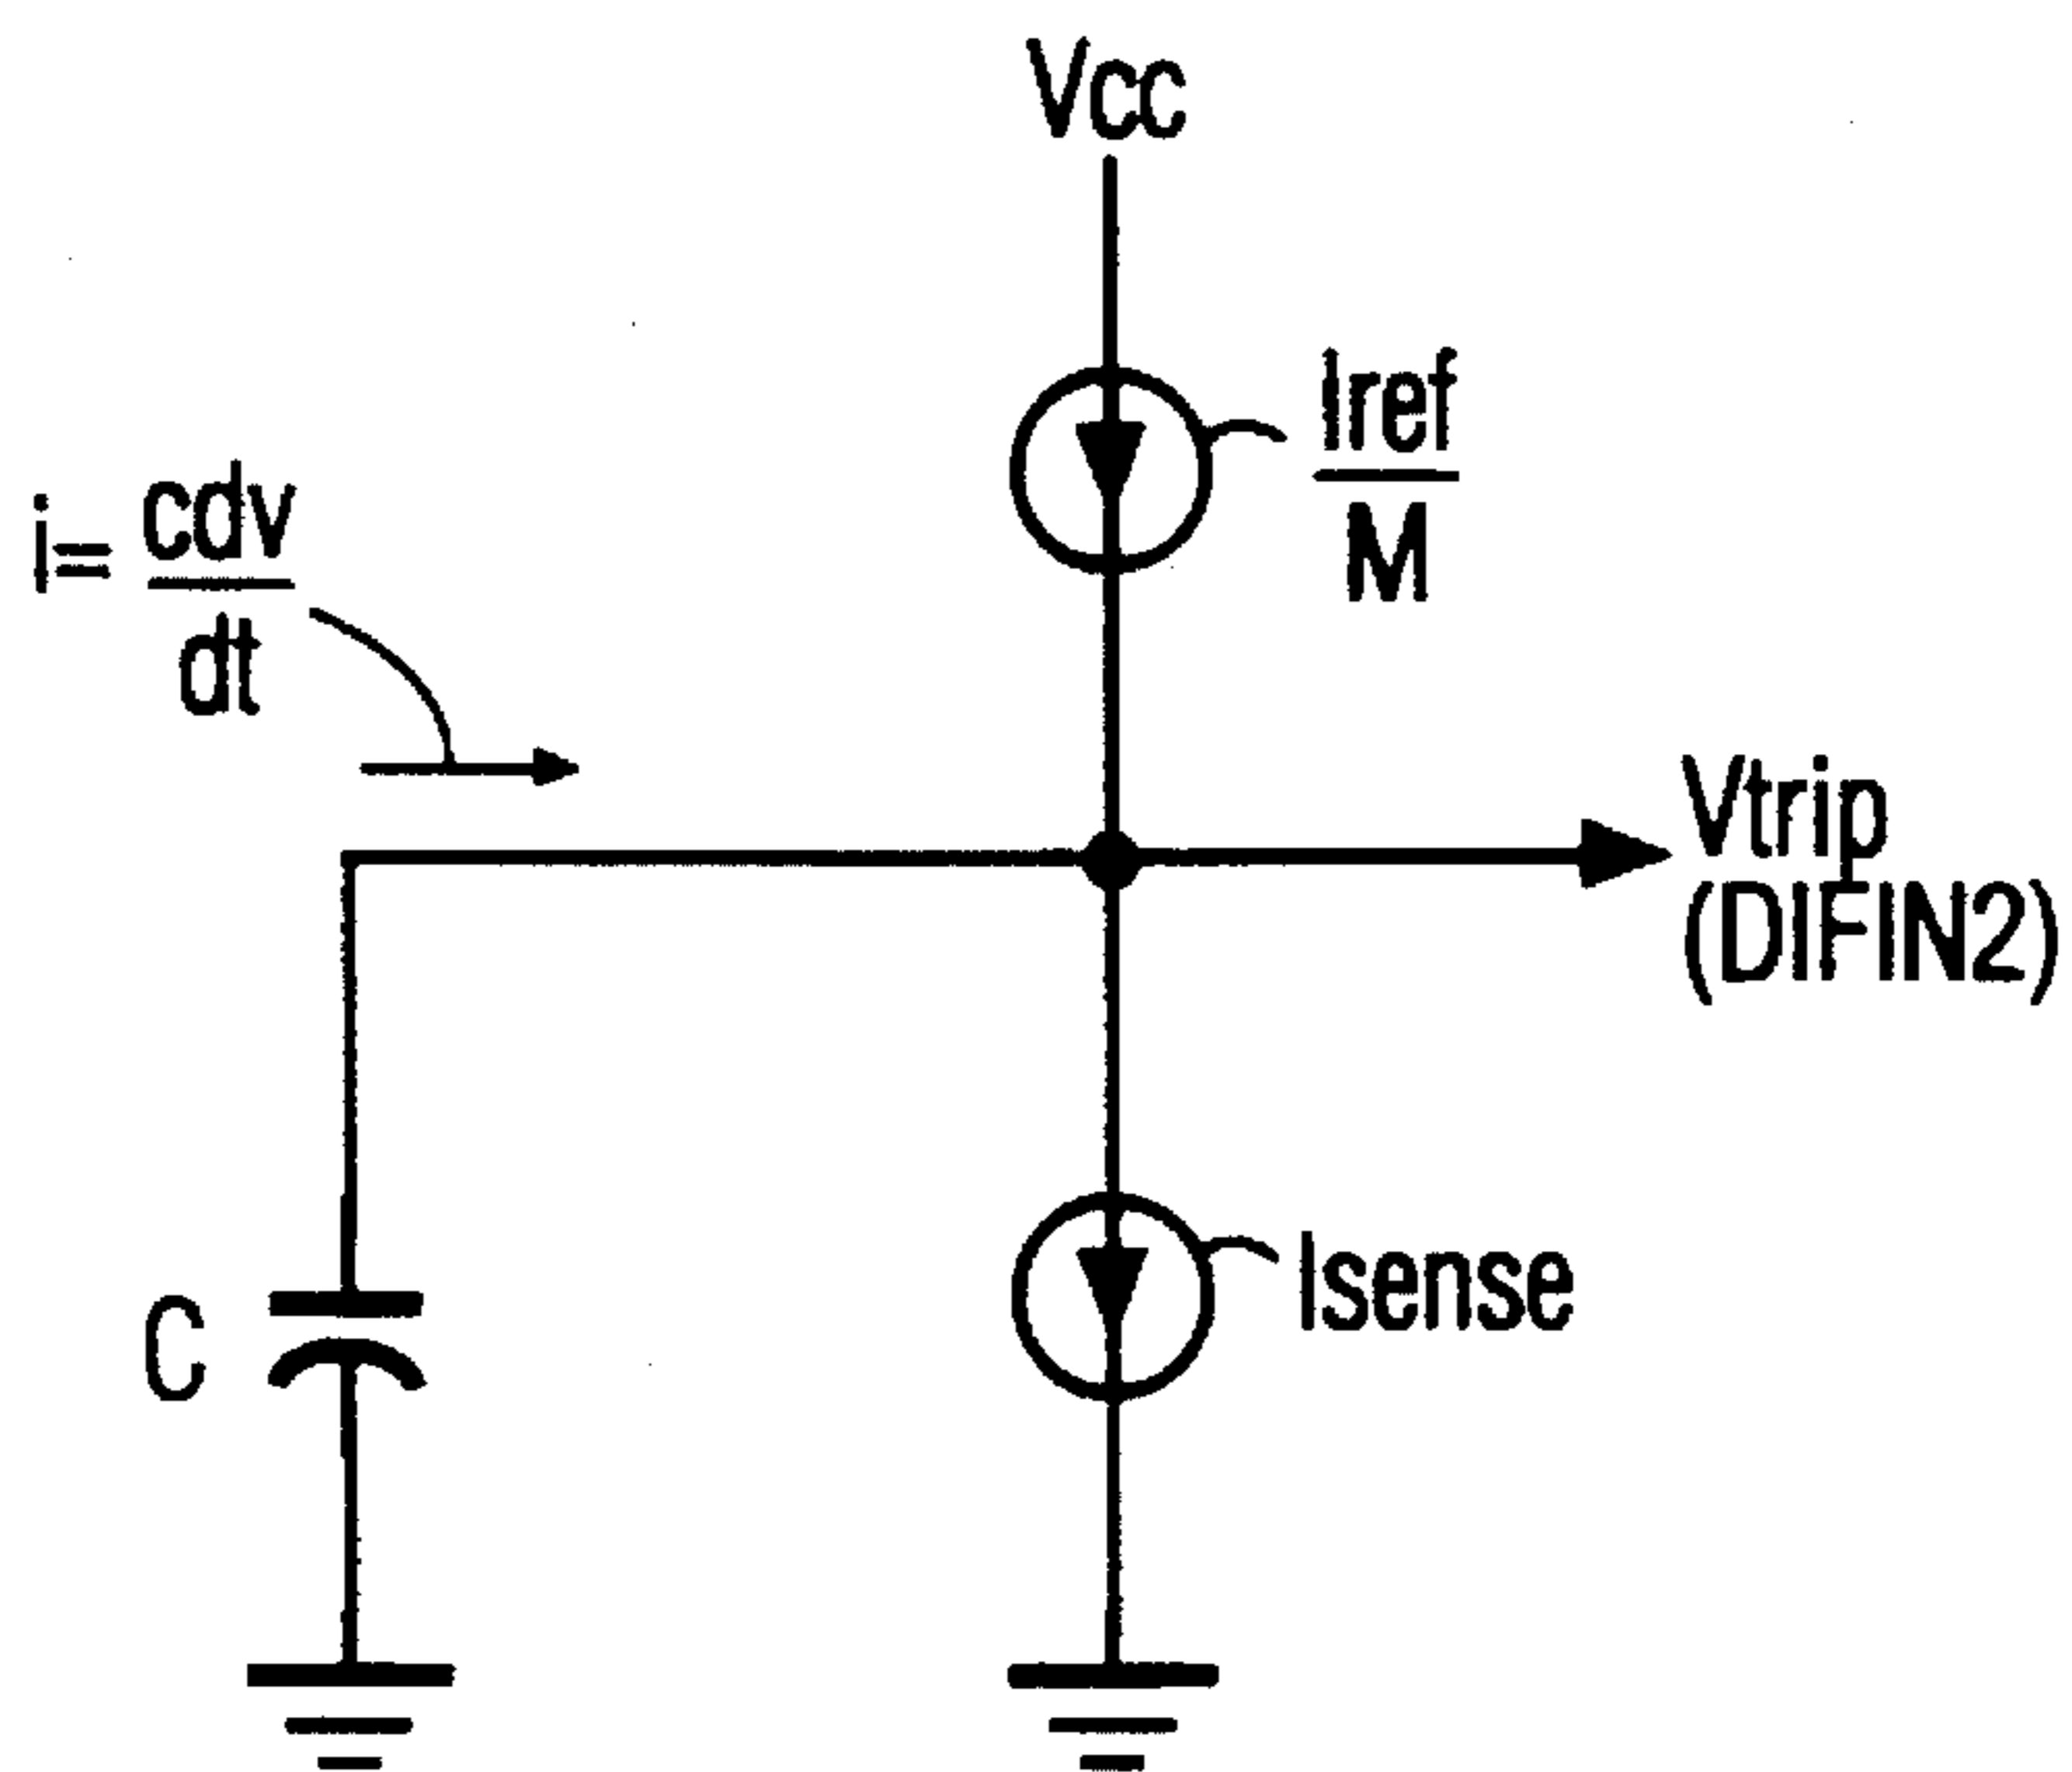 Vcc
Iref
M
i=
cdv
dt
Vtrip
(DIFIN2)
Isense
C